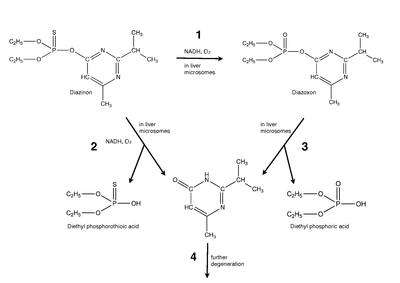 S
C₂H₅
O
P
O
N
CH₃
CH
CH₃
C₂H₅
O
HC
N
CH₃
Diazinon
1
NADH, O₂
in liver
microsomes
O
C₂H₅
O
P
O
N
CH₃
CH
CH₃
C₂H₅
O
HC
N
CH₃
Diazoxon
2
NADH, O₂
in liver
microsomes
in liver
microsomes
3
S
C₂H₅
O
P
OH
C₂H₅
O
Diethyl phosphorothioic acid
O
H
N
CH₃
CH
CH₃
HC
N
CH₃
O
C₂H₅
O
P
OH
C₂H₅
O
Diethyl phosphoric acid
4
further
degeneration